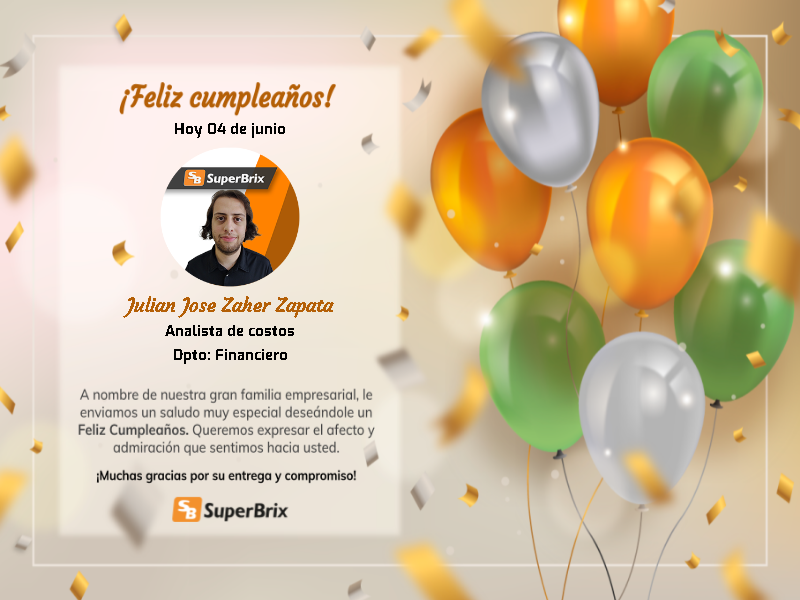 ¡Feliz cumpleaños!
Hoy 04 de junio
SB SuperBrix
Julian Jose Zaher Zapata
Analista de costos
Dpto: Financiero
A nombre de nuestra gran familia empresarial, le
enviamos un saludo muy especial deseándole un
Feliz Cumpleaños. Queremos expresar el afecto y
admiración que sentimos hacia usted.
¡Muchas gracias por su entrega y compromiso!
SB SuperBrix